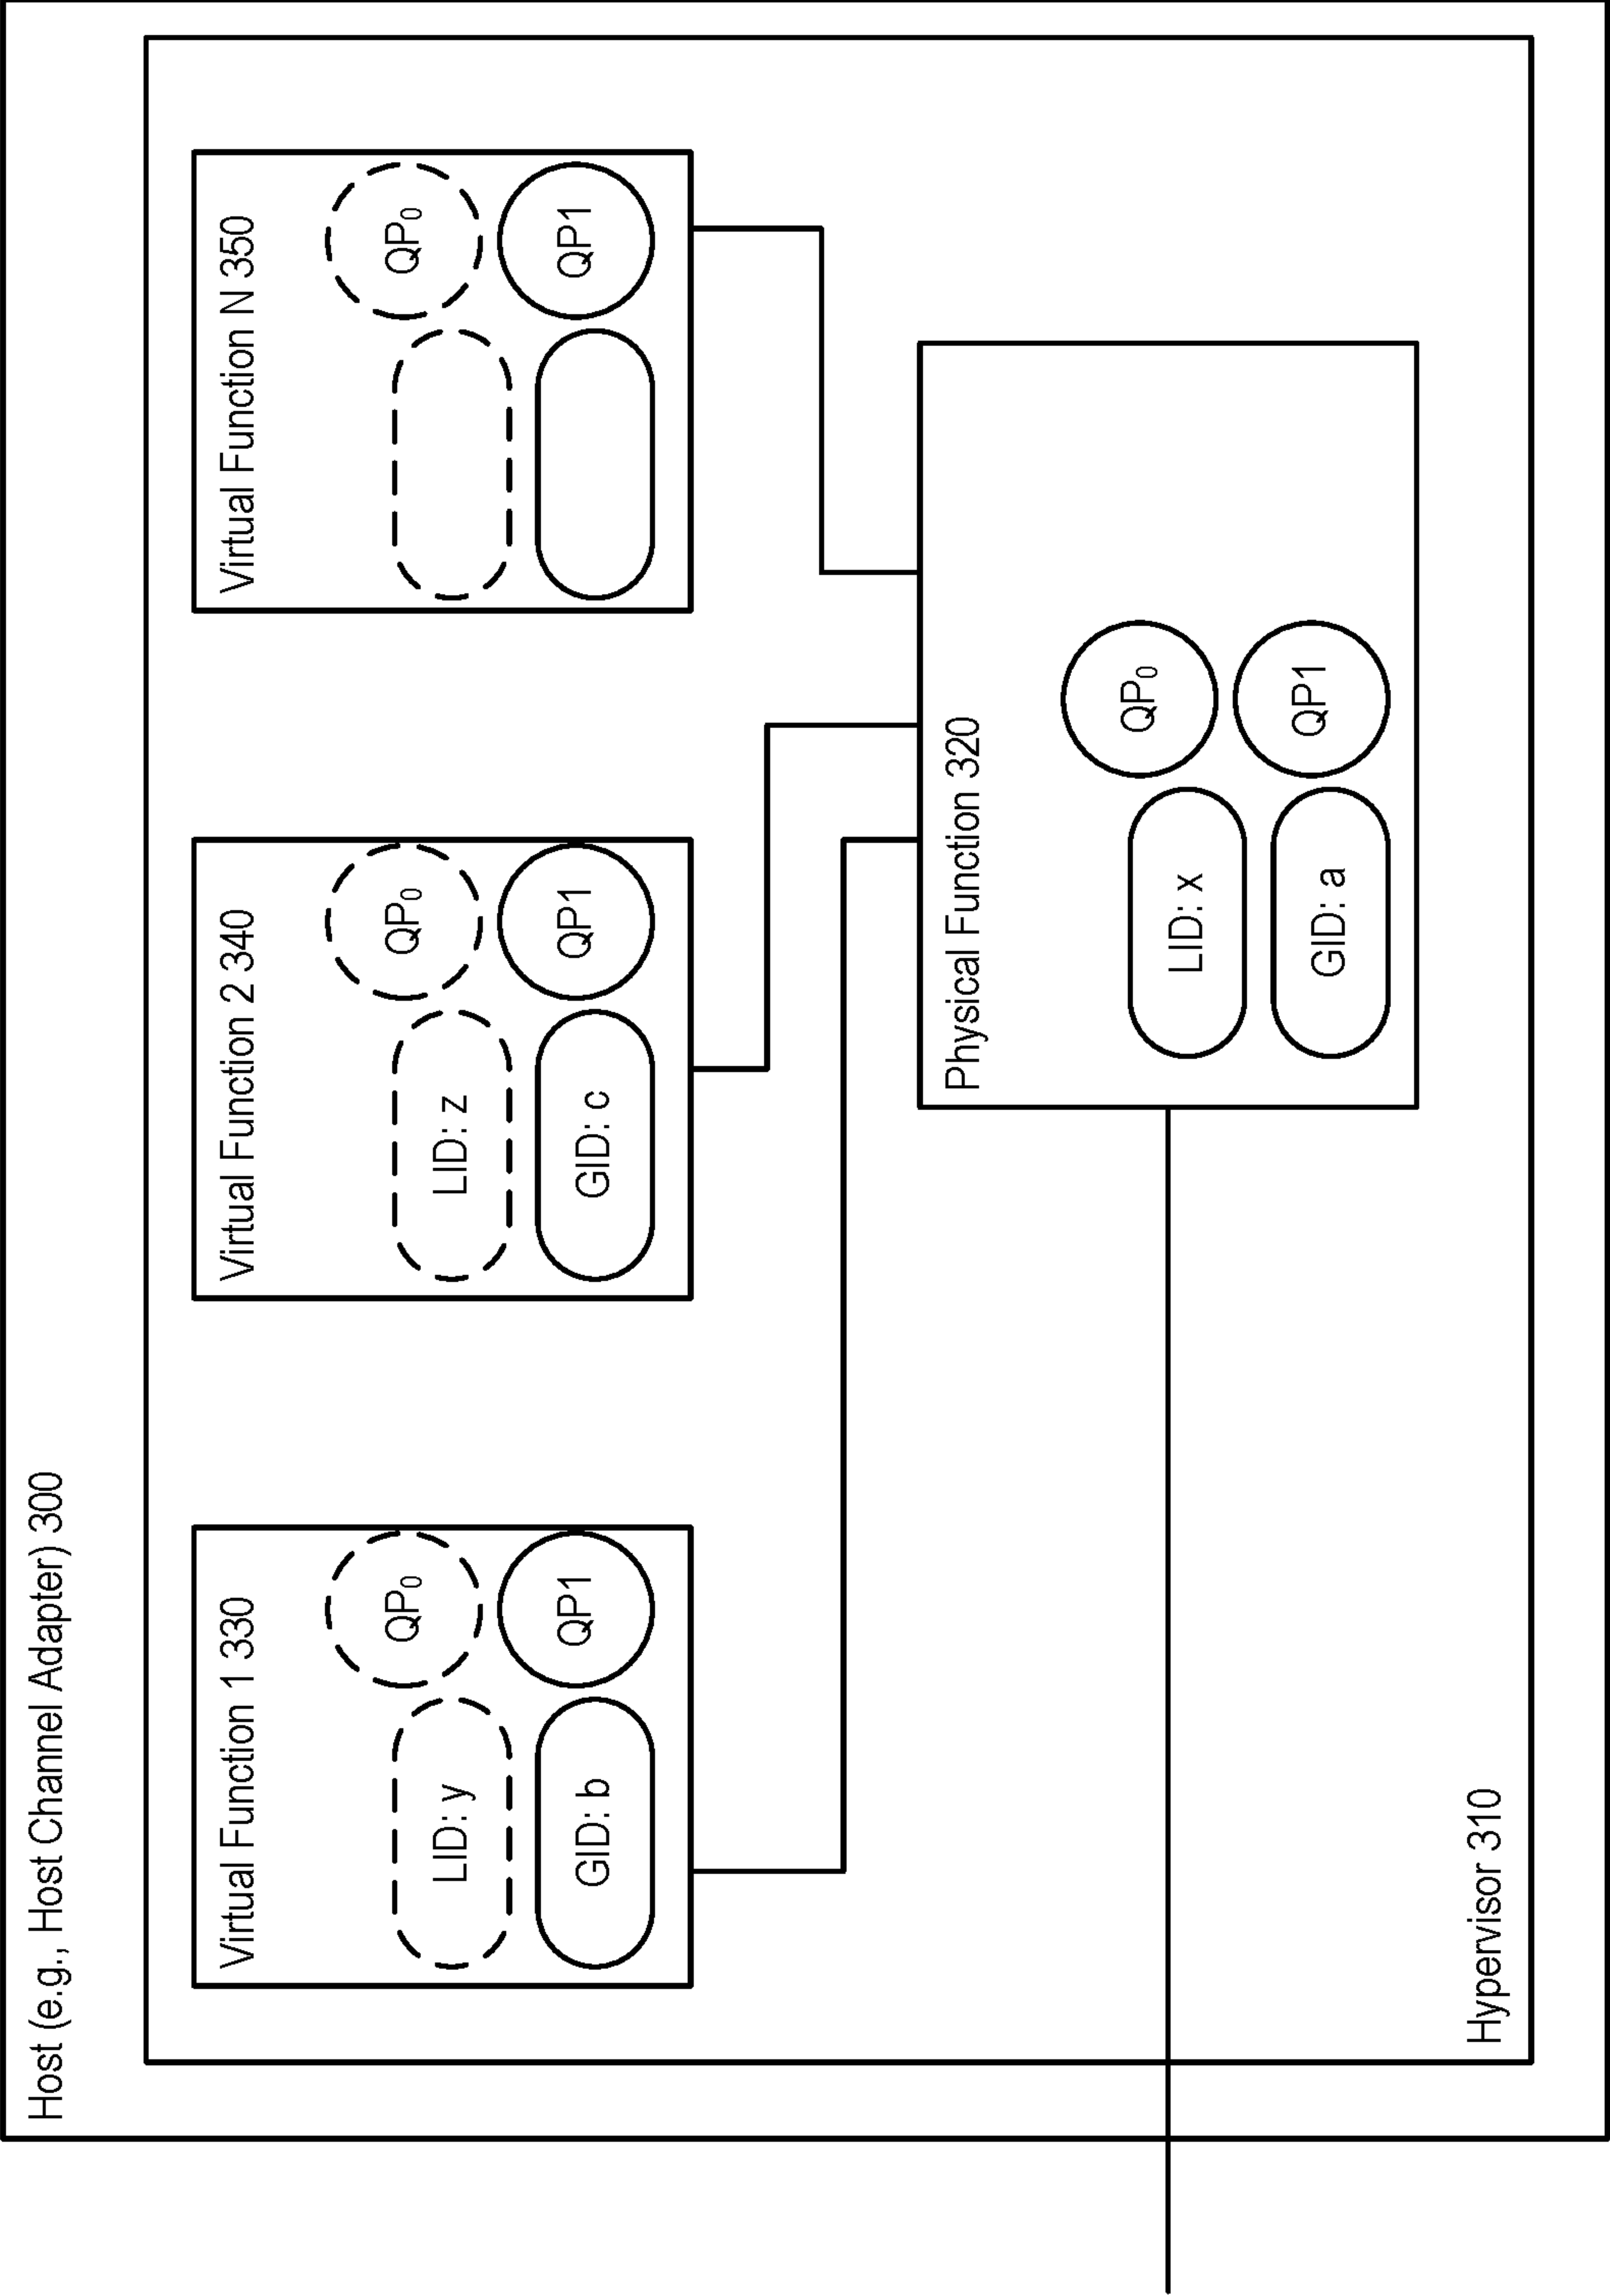 Host (e.g., Host Channel Adapter) 300
Virtual Function 1 330
QP0
LID: y
QP1
GID: b
Virtual Function 2 340
QP0
LID: z
QP1
GID: c
Virtual Function N 350
QP0
QP1
Physical Function 320
QP0
LID: x
QP1
GID: a
Hypervisor 310